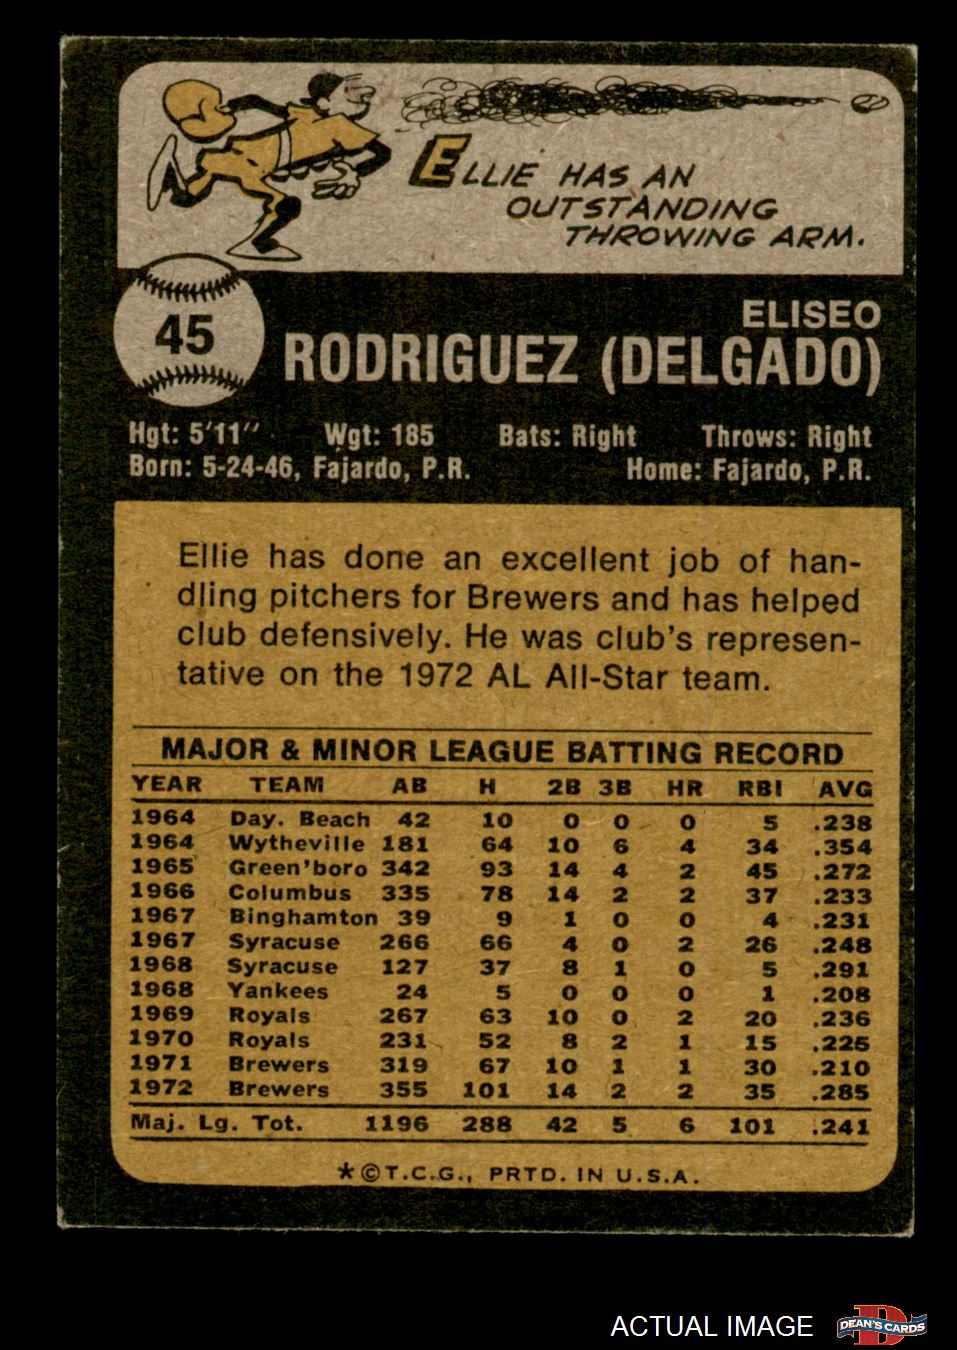 ELLIE HAS AN
OUTSTANDING
THROWING ARM.
45
ELISEO
RODRIGUEZ (DELGADO)
Hgt: 5'11" Wgt: 185 Bats: Right Throws: Right
Born: 5-24-46, Fajardo, P.R. Home: Fajardo, P.R.
Ellie has done an excellent job of han-
dling pitchers for Brewers and has helped
club defensively. He was club's represen-
tative on the 1972 AL All-Star team.
MAJOR & MINOR LEAGUE BATTING RECORD
YEAR TEAM AB H 2B 3B HR RBI AVG
1964 Day. Beach 42 10 0 0 0 5 .238
1964 Wytheville 181 64 10 6 4 34 .354
1965 Green'boro 342 93 14 4 2 45 .272
1966 Columbus 335 78 14 2 2 37 .233
1967 Binghamton 39 9 1 0 0 4 .231
1967 Syracuse 266 66 4 0 2 26 .248
1968 Syracuse 127 37 8 1 0 5 .291
1968 Yankees 24 5 0 0 0 1 .208
1969 Royals 267 63 10 0 2 20 .236
1970 Royals 231 52 8 2 1 15 .225
1971 Brewers 319 67 10 1 1 30 .210
1972 Brewers 355 101 14 2 2 35 .285
Maj. Lg. Tot. 1196 288 42 5 6 101 .241
*©T.C.G., PRTD. IN U.S.A.
ACTUAL IMAGE
DEAN'S CARDS